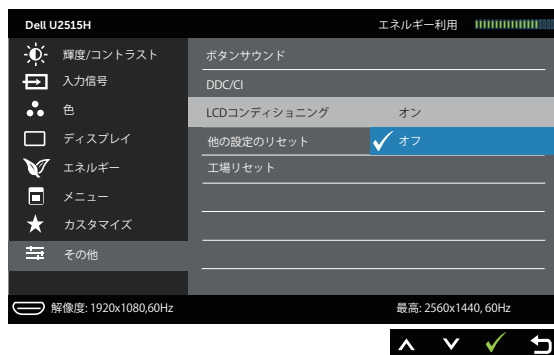 Dell U2515H
エネルギー利用
輝度/コントラスト
入力信号
色
ディスプレイ
エネルギー
メニュー
カスタマイズ
その他
ボタンサウンド
DDC/CI
LCDコンディショニング オン
他の設定のリセット オフ
工場リセット
解像度: 1920x1080,60Hz
最高: 2560x1440, 60Hz